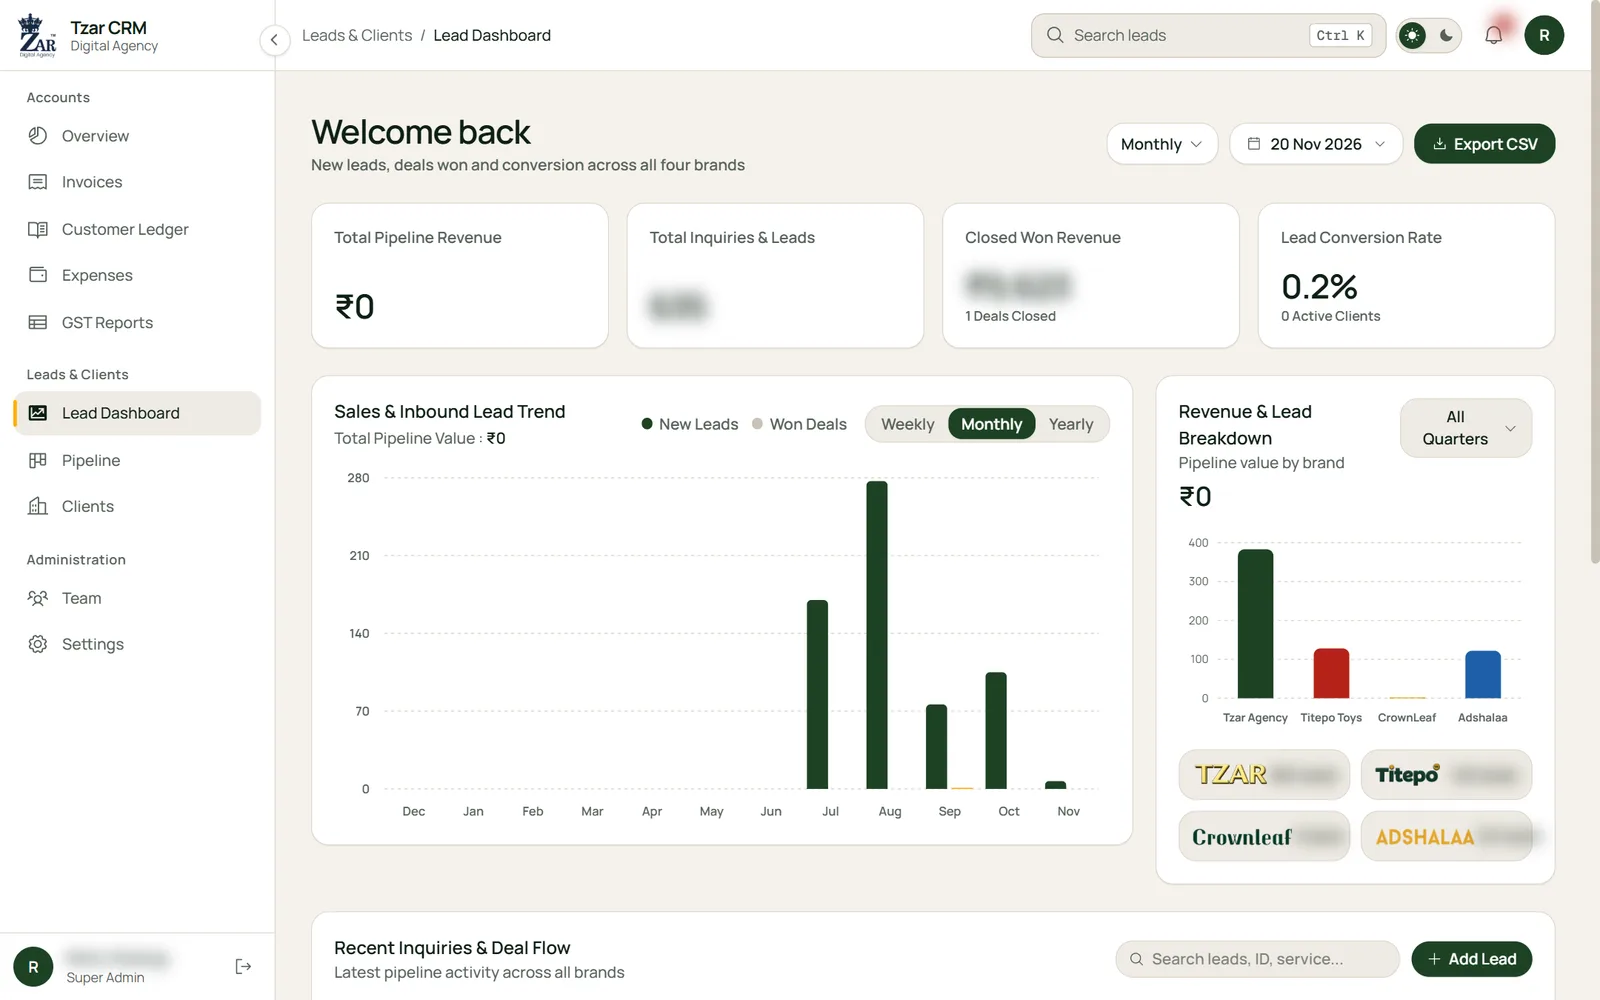 ZAR
Digital Agency
Tzar CRM
Digital Agency
Leads & Clients / Lead Dashboard
Search leads
Ctrl K
R
Accounts
Overview
Invoices
Customer Ledger
Expenses
GST Reports
Leads & Clients
Lead Dashboard
Pipeline
Clients
Administration
Team
Settings
R
Super Admin
Welcome back
New leads, deals won and conversion across all four brands
Monthly
20 Nov 2026
Export CSV
Total Pipeline Revenue
₹0
Total Inquiries & Leads
Closed Won Revenue
1 Deals Closed
Lead Conversion Rate
0.2%
0 Active Clients
Sales & Inbound Lead Trend
Total Pipeline Value : ₹0
New Leads
Won Deals
Weekly
Monthly
Yearly
280
210
140
70
0
Dec Jan Feb Mar Apr May Jun Jul Aug Sep Oct Nov
Revenue & Lead
Breakdown
Pipeline value by brand
₹0
All
Quarters
400
300
200
100
0
Tzar Agency Titepo Toys CrownLeaf Adshalaa
TZAR
Titepo
Crownleaf
ADSHALAA
Recent Inquiries & Deal Flow
Latest pipeline activity across all brands
Search leads, ID, service...
+ Add Lead